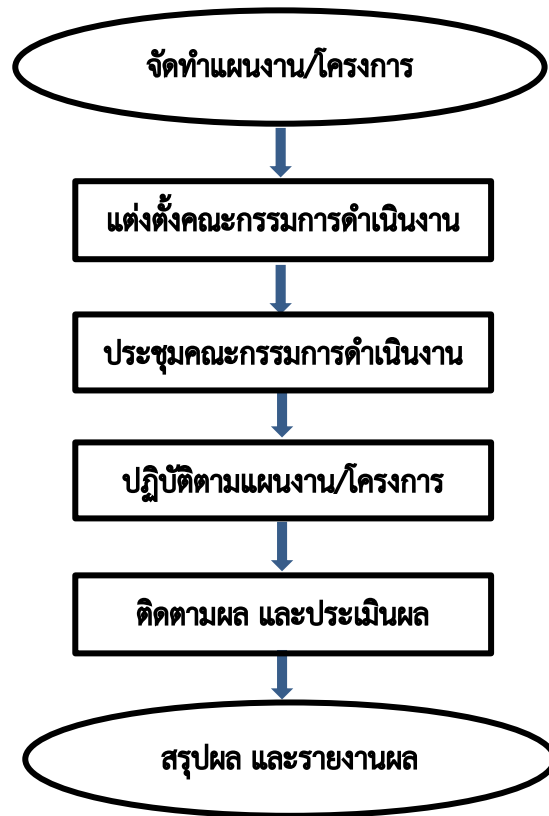 จัดทำแผนงาน/โครงการ
แต่งตั้งคณะกรรมการดำเนินงาน
ประชุมคณะกรรมการดำเนินงาน
ปฏิบัติตามแผนงาน/โครงการ
ติดตามผล และประเมินผล
สรุปผล และรายงานผล